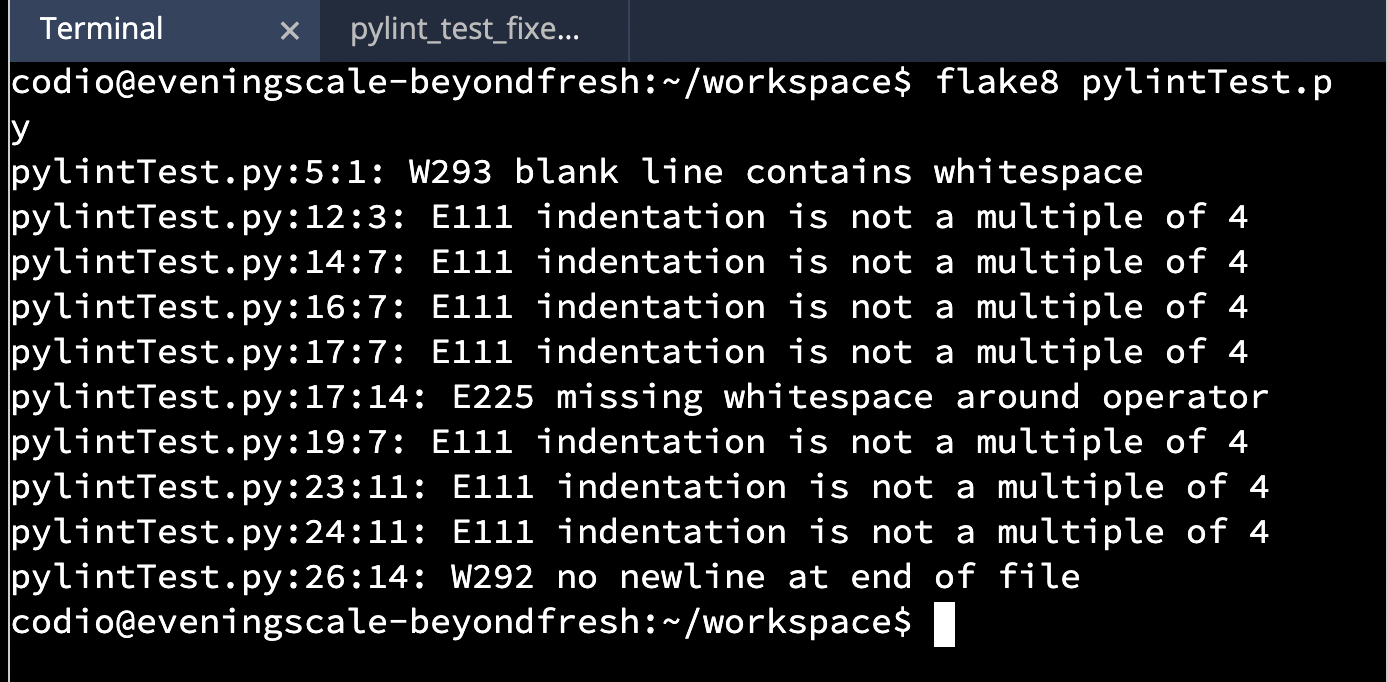 Terminal × pylint_test_fixe...
codio@eveningscale-beyondfresh:~/workspace$ flake8 pylintTest.p
y
pylintTest.py:5:1: W293 blank line contains whitespace
pylintTest.py:12:3: E111 indentation is not a multiple of 4
pylintTest.py:14:7: E111 indentation is not a multiple of 4
pylintTest.py:16:7: E111 indentation is not a multiple of 4
pylintTest.py:17:7: E111 indentation is not a multiple of 4
pylintTest.py:17:14: E225 missing whitespace around operator
pylintTest.py:19:7: E111 indentation is not a multiple of 4
pylintTest.py:23:11: E111 indentation is not a multiple of 4
pylintTest.py:24:11: E111 indentation is not a multiple of 4
pylintTest.py:26:14: W292 no newline at end of file
codio@eveningscale-beyondfresh:~/workspace$